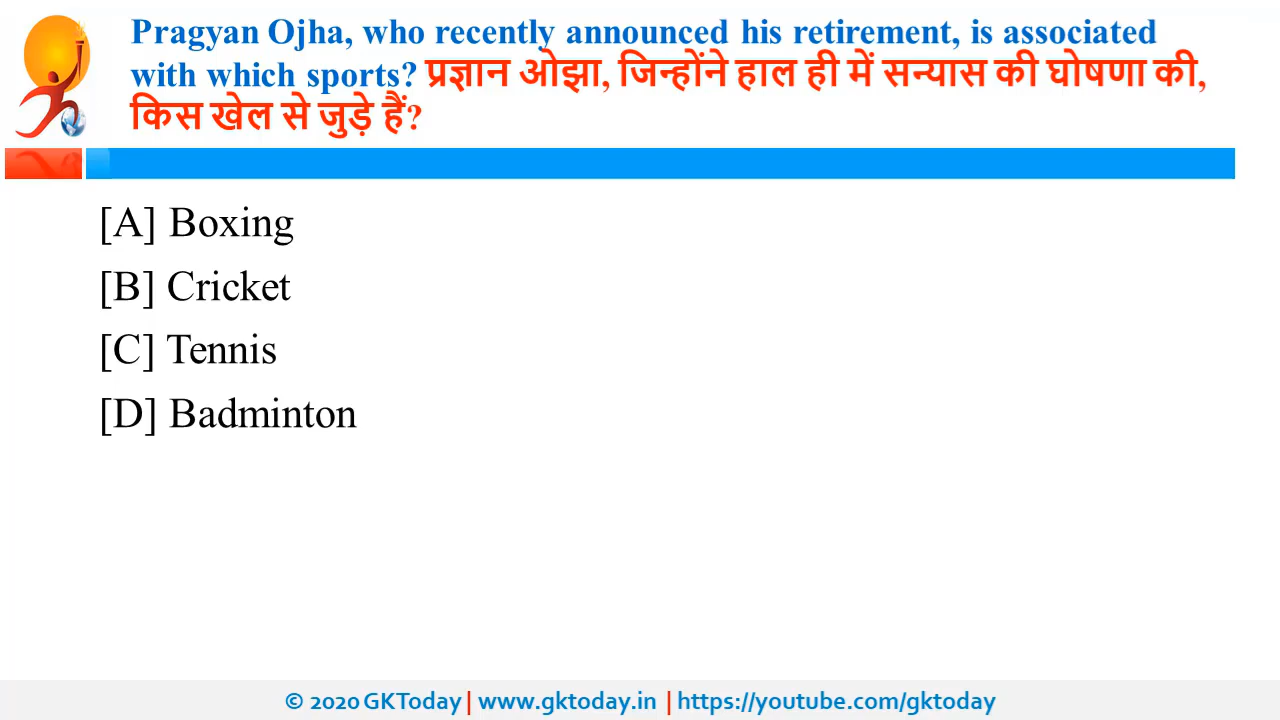 Pragyan Ojha, who recently announced his retirement, is associated
with which sports? प्रज्ञान ओझा, जिन्होंने हाल ही में सन्यास की घोषणा की,
किस खेल से जुड़े हैं?
[A] Boxing
[B] Cricket
[C] Tennis
[D] Badminton
© 2020 GKToday | www.gktoday.in | https://youtube.com/gktoday